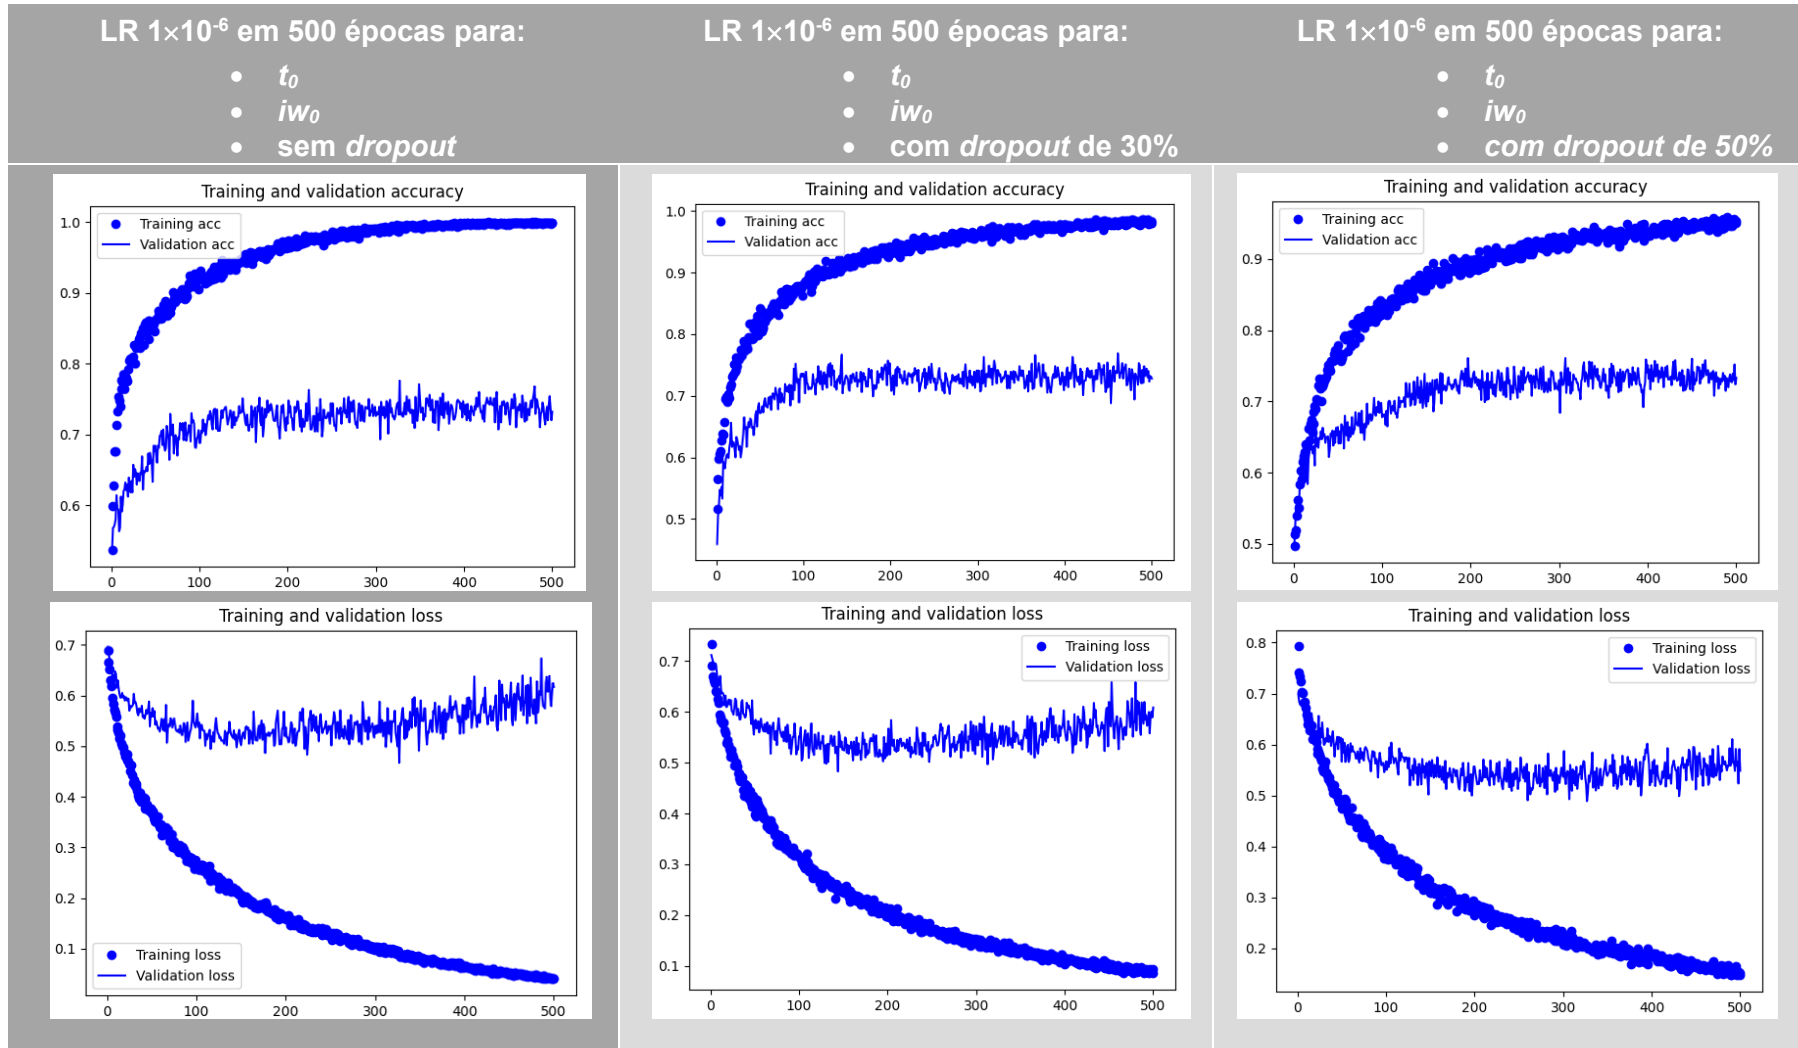 LR 1×10⁻⁶ em 500 épocas para:
• t₀
• iw₀
• sem dropout
LR 1×10⁻⁶ em 500 épocas para:
• t₀
• iw₀
• com dropout de 30%
LR 1×10⁻⁶ em 500 épocas para:
• t₀
• iw₀
• com dropout de 50%
Training and validation accuracy
Training acc
Validation acc
1.0
0.9
0.8
0.7
0.6
0 100 200 300 400 500
Training and validation accuracy
Training acc
Validation acc
1.0
0.9
0.8
0.7
0.6
0.5
0 100 200 300 400 500
Training and validation accuracy
Training acc
Validation acc
0.9
0.8
0.7
0.6
0.5
0 100 200 300 400 500
Training and validation loss
0.7
0.6
0.5
0.4
0.3
0.2
0.1
Training loss
Validation loss
0 100 200 300 400 500
Training and validation loss
Training loss
Validation loss
0.7
0.6
0.5
0.4
0.3
0.2
0.1
0 100 200 300 400 500
Training and validation loss
Training loss
Validation loss
0.8
0.7
0.6
0.5
0.4
0.3
0.2
0 100 200 300 400 500